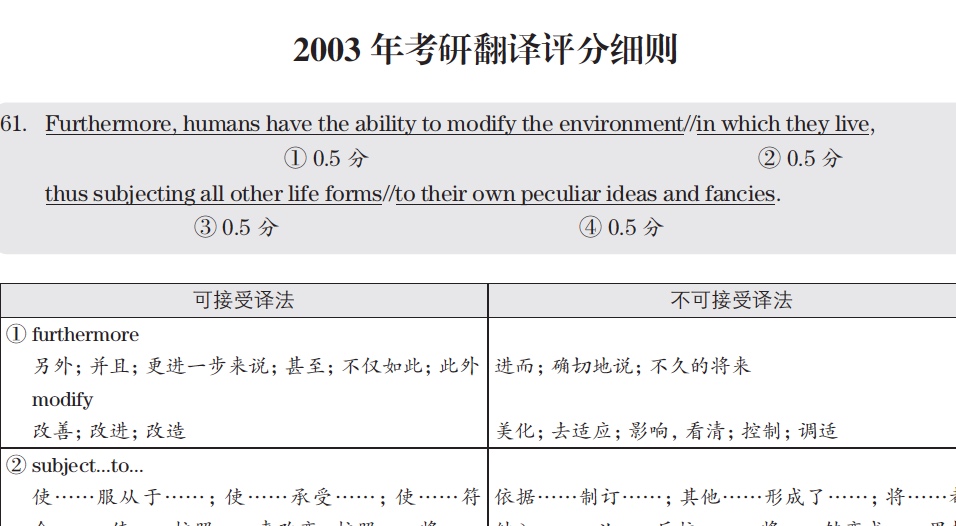 2003 年考研翻译评分细则
61. Furthermore, humans have the ability to modify the environment//in which they live,
① 0.5 分 ② 0.5 分
thus subjecting all other life forms//to their own peculiar ideas and fancies.
③ 0.5 分 ④ 0.5 分
可接受译法 不可接受译法
① furthermore
另外；并且；更进一步来说；甚至；不仅如此；此外 进而；确切地说；不久的将来
modify
改善；改进；改造 美化；去适应；影响，看清；控制；调适
② subject...to...
使……服从于……；使……承受……；使……符 依据……制订……；其他……形成了……；将……